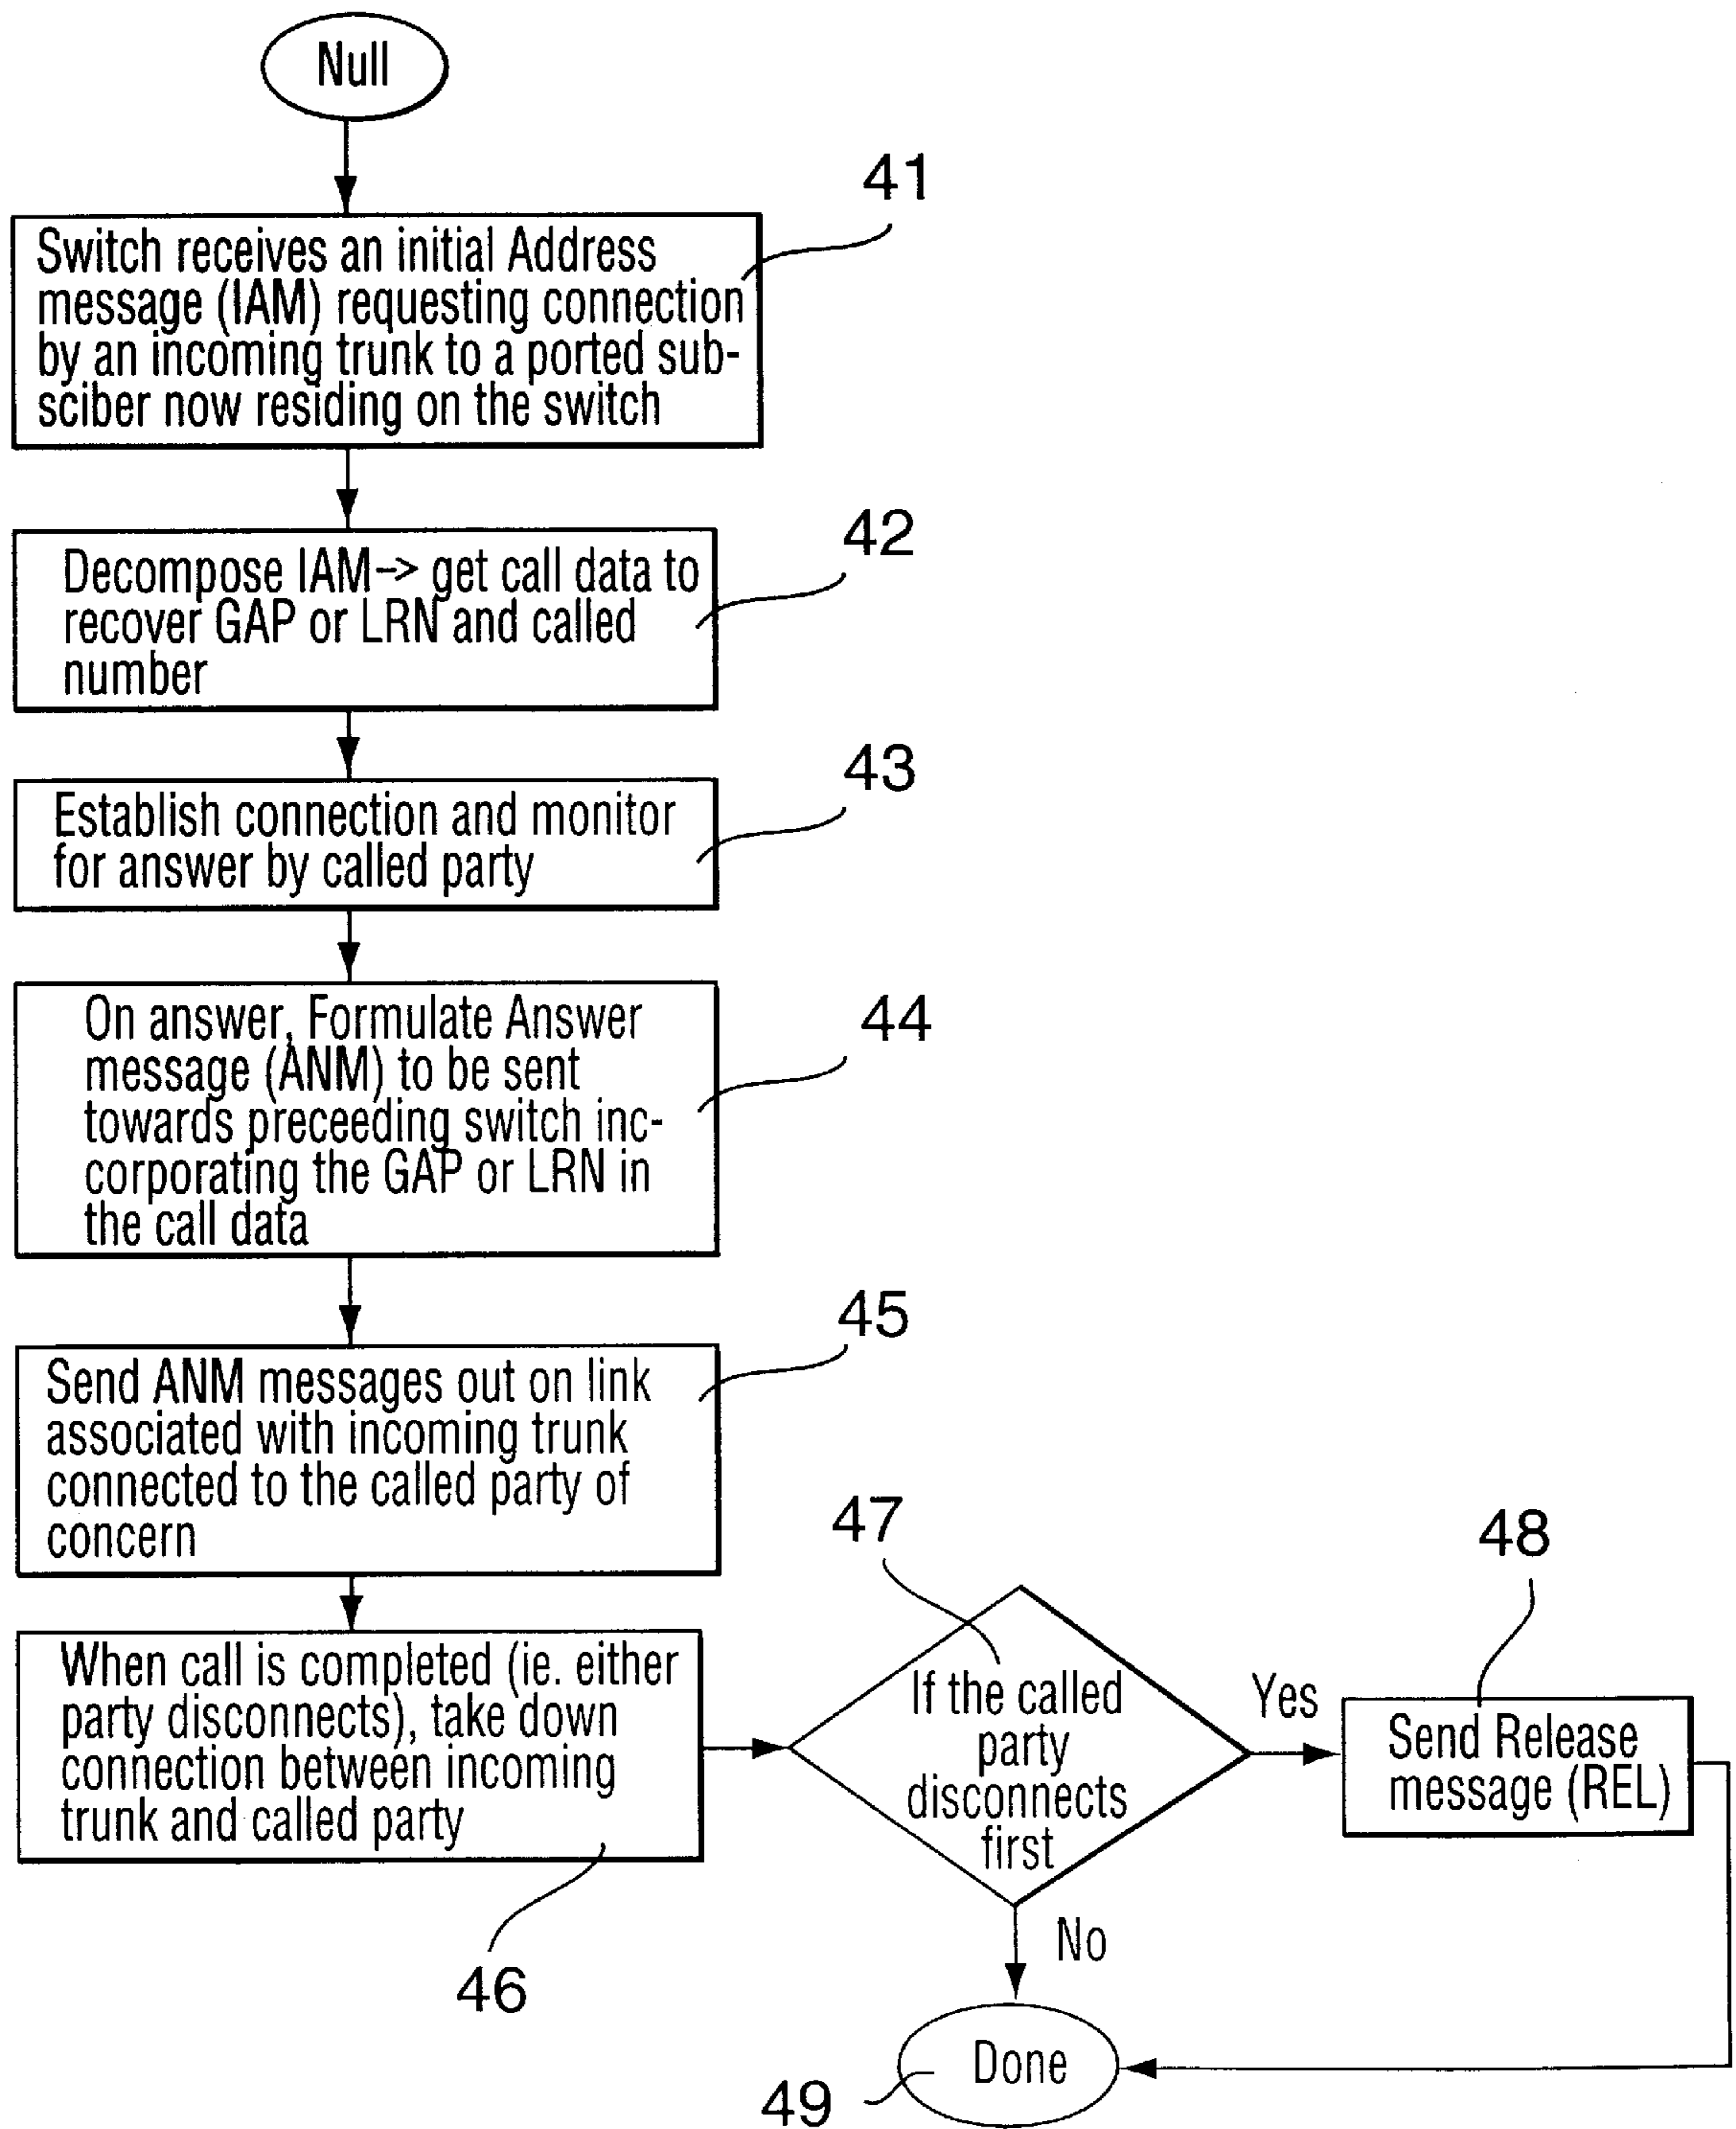 Null
41
Switch receives an initial Address
message (IAM) requesting connection
by an incoming trunk to a ported sub-
sciber now residing on the switch
42
Decompose IAM-> get call data to
recover GAP or LRN and called
number
43
Establish connection and monitor
for answer by called party
44
On answer, Formulate Answer
message (ANM) to be sent
towards preceeding switch inc-
corporating the GAP or LRN in
the call data
45
Send ANM messages out on link
associated with incoming trunk
connected to the called party of
concern
46
When call is completed (ie. either
party disconnects), take down
connection between incoming
trunk and called party
47
If the called
party
disconnects
first
Yes
48
Send Release
message (REL)
No
Done
49